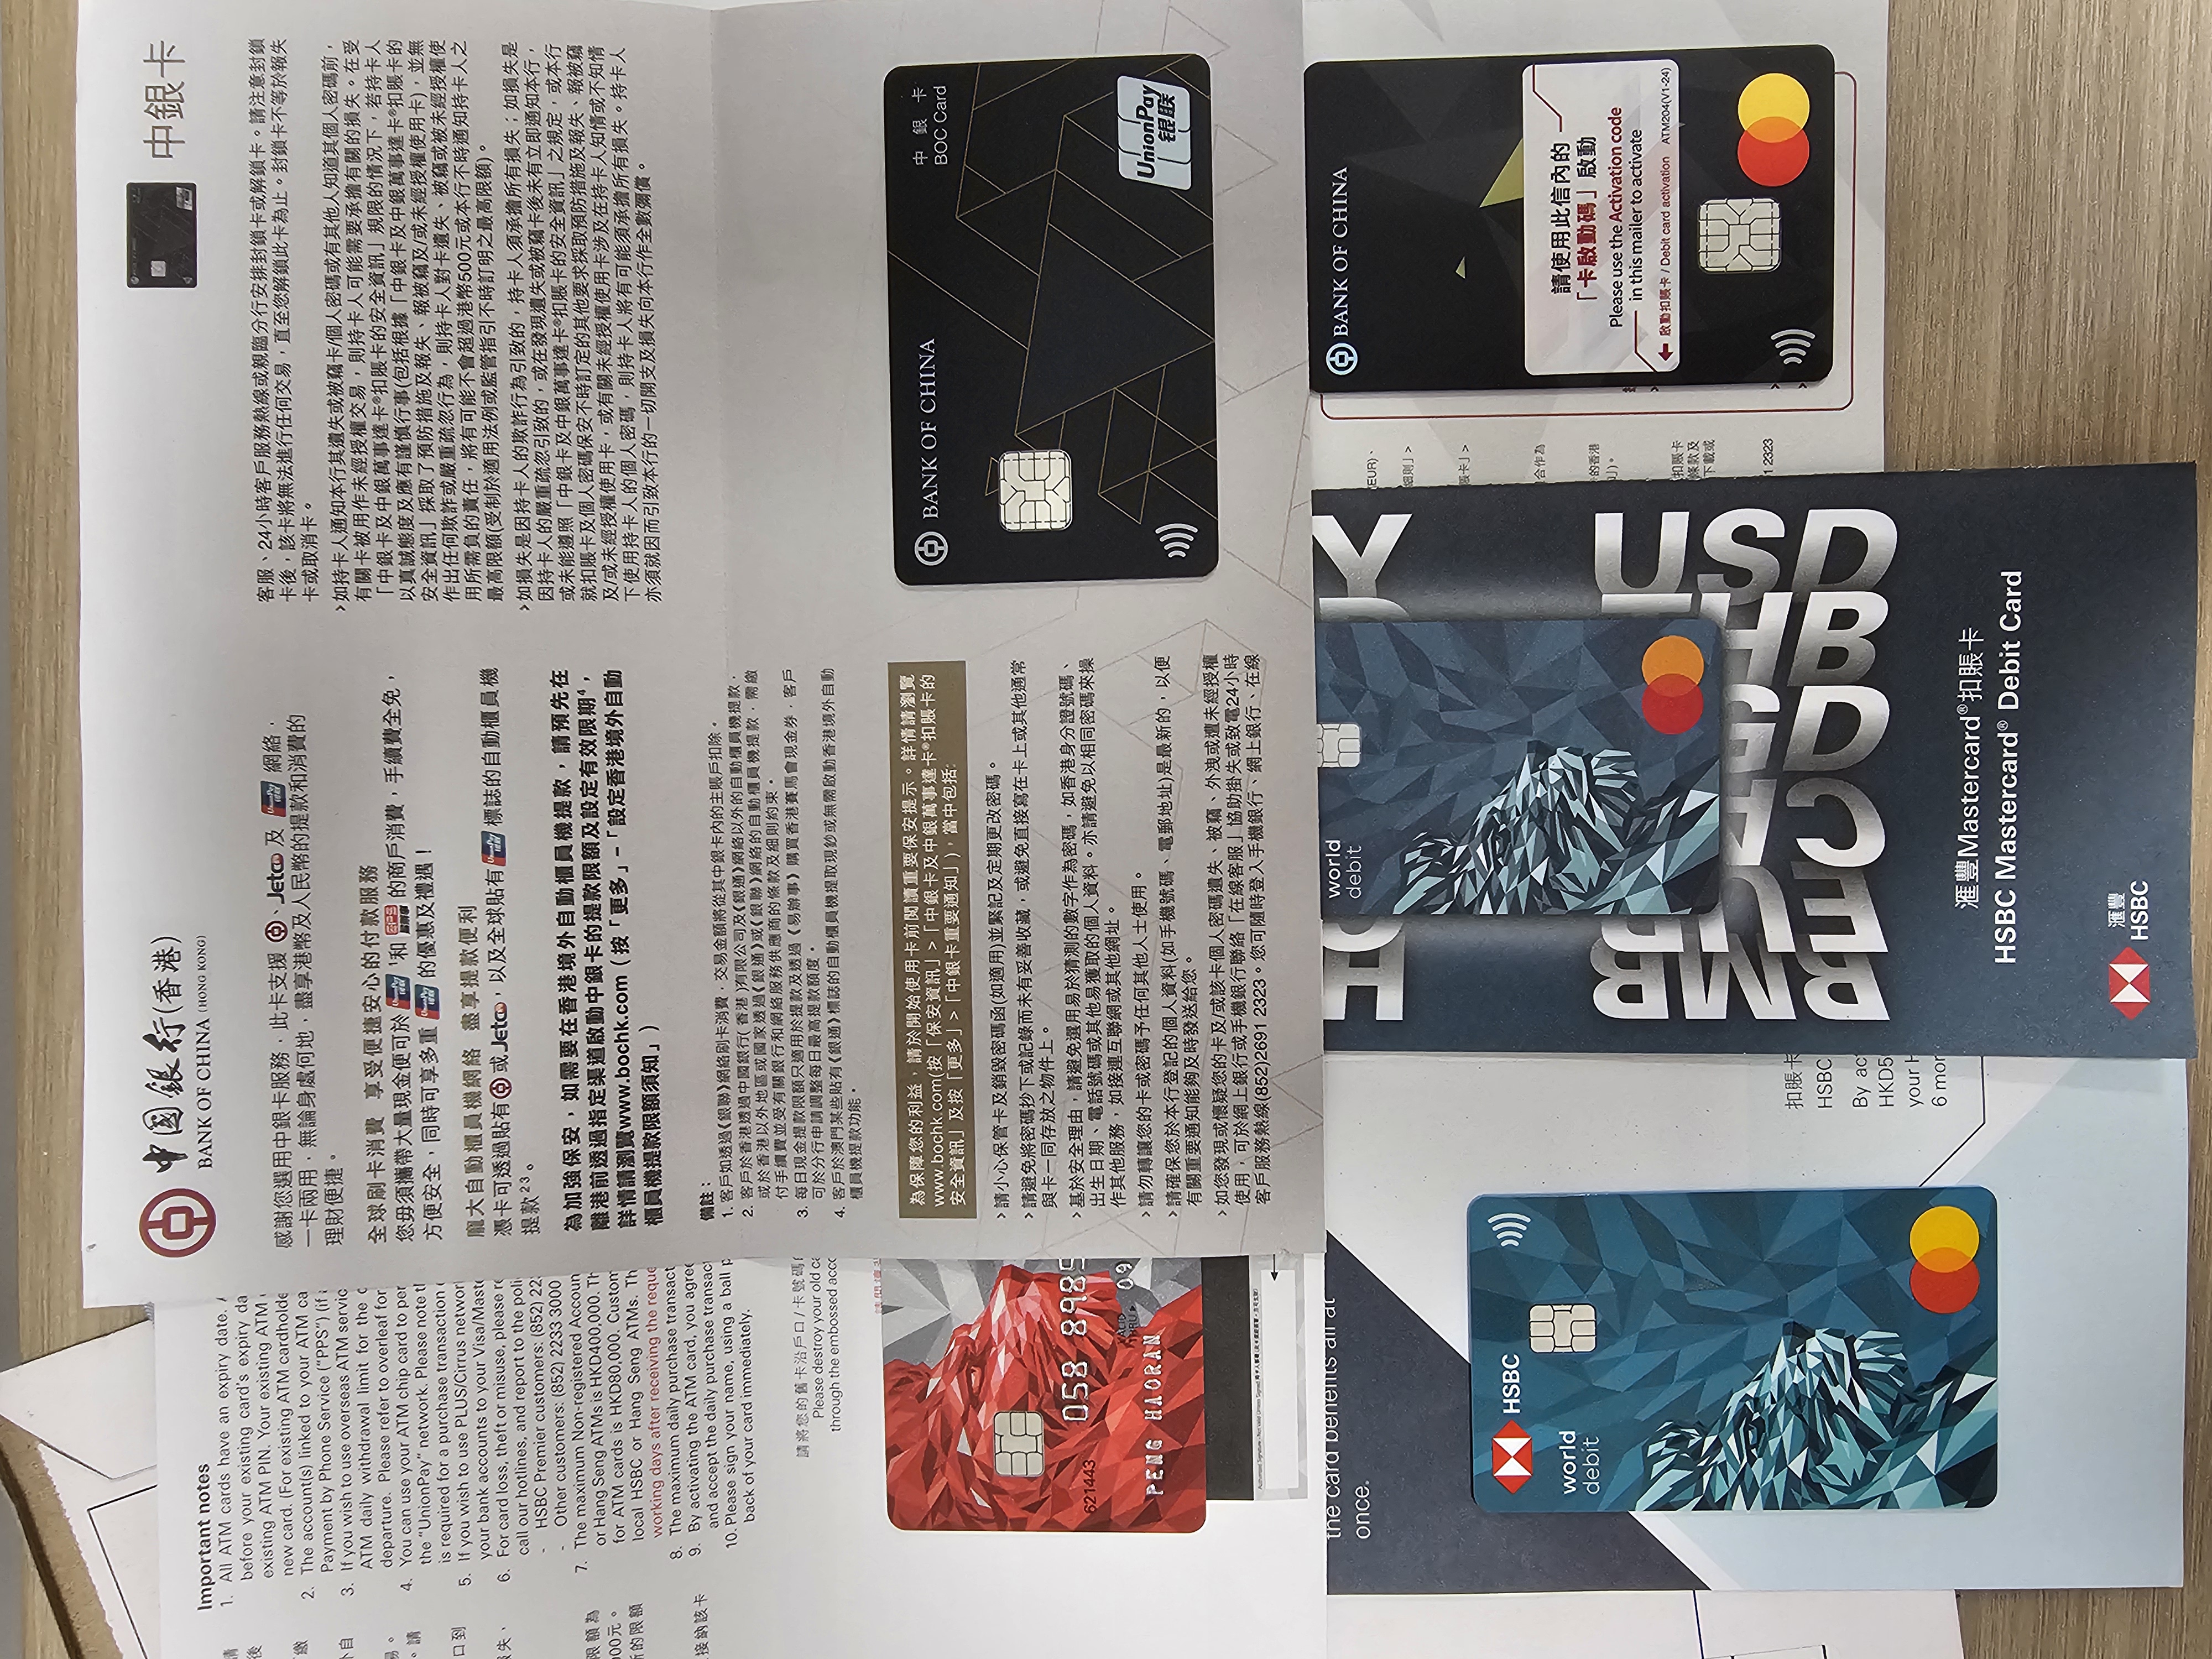 Important notes
1. All ATM cards have an expiry date.
before your existing card's expiry da
existing ATM PIN. Your existing ATM
new card. (For existing ATM cardholde
2. The account(s) linked to your ATM ca
Payment by Phone Service ("PPS") (if
3. If you wish to use overseas ATM servic
ATM daily withdrawal limit for the
departure. Please refer to overleaf for
4. You can use your ATM chip card to per
the "UnionPay" network. Please note t
is required for a purchase transaction
5. If you wish to use PLUS/Cirrus networ
your bank accounts to your Visa/Maste
6. For card loss, theft or misuse, please re
call our hotlines, and report to the poli
- HSBC Premier customers: (852) 22
- Other customers: (852) 2233 3000
7. The maximum Non-registered Accoun
or Hang Seng ATMs is HKD400,000. Th
for ATM cards is HKD80,000. Custom
local HSBC or Hang Seng ATMs. Th
working days after receiving the reque
8. The maximum daily purchase transact
9. By activating the ATM card, you agre
and accept the daily purchase transac
10. Please sign your name, using a ball p
back of your card immediately.
請將您的舊卡沿戶口/卡號碼
Please destroy your old ca
through the embossed acco
621443
058 8985
VALID
THRU
09
PENG HAORAN
中國銀行(香港)
BANK OF CHINA (HONG KONG)
中銀卡
感謝您選用中銀卡服務，此卡支援、Jetco及UnionPay網絡，
一卡兩用，無論身處何地，盡享港幣及人民幣的提款和消費的
理財便捷。
全球刷卡消費 享受便捷安心的付款服務
您毋須攜帶大量現金便可於UnionPay银联¹和EPS易辦事的商戶消費，手續費全免，
方便安全，同時可享多重UnionPay银联的優惠及禮遇！
龐大自動櫃員機網絡 盡享提款便利
憑卡可透過貼有或Jetco，以及全球貼有UnionPay银联標誌的自動櫃員機
提款²³。
為加強保安，如需要在香港境外自動櫃員機提款，請預先在
離港前透過指定渠道啟動中銀卡的提款限額及設定有效限期⁴，
詳情請瀏覽www.bochk.com（按「更多」–「設定香港境外自動
櫃員機提款限額須知」）
備註：
1. 客戶如透過《銀聯》網絡刷卡消費，交易金額將從其中銀卡內的主賬戶扣除。
2. 客戶於香港透過中國銀行(香港)有限公司及《銀通》網絡以外的自動櫃員機提款，
或於香港以外地區或國家透過《銀通》或《銀聯》網絡的自動櫃員機提款，需繳
付手續費並受有關銀行和網絡服務供應商的條款及細則約束。
3. 每日現金提款限額只適用於提款及透過《易辦事》購買香港賽馬會現金券，客戶
可於分行申請調整每日最高提款額度。
4. 客戶於澳門某些貼有《銀通》標誌的自動櫃員機提取現鈔或無需啟動香港境外自動
櫃員機提款功能。
為保障您的利益，請於開始使用卡前閱讀重要保安提示。詳情請瀏覽
www.bochk.com(按「保安資訊」>「中銀卡及中銀萬事達卡®扣賬卡的
安全資訊」及按「更多」>「中銀卡重要通知」)，當中包括:
› 請小心保管卡及銷毀密碼函(如適用)並緊記及定期更改密碼。
› 請避免將密碼抄下或記錄而未有妥善收藏，或避免直接寫在卡上或其他通常
與卡一同存放之物件上。
› 基於安全理由，請避免選用易於猜測的數字作為密碼，如香港身分證號碼、
出生日期、電話號碼或其他易獲取的個人資料。亦請避免以相同密碼來操
作其他服務，如接連互聯網或其他網址。
› 請勿轉讓您的卡或密碼予任何其他人士使用。
› 請確保您於本行登記的個人資料(如手機號碼、電郵地址)是最新的，以便
有關重要通知能夠及時發送給您。
› 如您發現或懷疑您的卡及/或該卡個人密碼遺失、被竊、外洩或遭未經授權
使用，可於網上銀行或手機銀行聯絡「在線客服」協助掛失或致電24小時
客戶服務熱線(852)2691 2323。您可隨時登入手機銀行、網上銀行、在線
客服、24小時客戶服務熱線或親臨分行安排封鎖卡或解鎖卡。請注意封鎖
卡後，該卡將無法進行任何交易，直至您解鎖此卡為止。封鎖卡不等於報失
卡或取消卡。
› 如持卡人通知本行其遺失或被竊卡/個人密碼或有其他人知道其個人密碼前，
有關卡被用作未經授權交易，則持卡人可能需要承擔有關的損失。在受
「中銀卡及中銀萬事達卡®扣賬卡的安全資訊」規限的情況下，若持卡人
以真誠態度及應有謹慎行事(包括根據「中銀卡及中銀萬事達卡®扣賬卡的
安全資訊」採取了預防措施及報失、報被竊及/或未經授權使用卡)，並無
作出任何欺詐或嚴重疏忽行為，則持卡人對卡遺失、被竊或被未經授權使
用所需負的責任，將有可能不會超過港幣500元或本行不時通知持卡人之
最高限額(受制於適用法例或監管指引不時訂明之最高限額)。
› 如損失是因持卡人的欺詐行為引致的，持卡人須承擔所有損失；如損失是
因持卡人的嚴重疏忽引致的，或在發現遺失或被竊卡後未有立即通知本行，
或未能遵照「中銀卡及中銀萬事達卡®扣賬卡的安全資訊」之規定，或本行
就扣賬卡及個人密碼保安不時訂定的其他要求採取預防措施及報失、報被竊
及/或未經授權使用卡，或有關未經授權使用卡涉及在持卡人知情或不知情
下使用持卡人的個人密碼，則持卡人將有可能須承擔所有損失。持卡人
亦須就因而引致本行的一切開支及損失向本行作全數彌償。
BANK OF CHINA
中銀卡
BOC Card
UnionPay
银联
the card benefits all at
once.
HSBC
world
debit
扣賬卡
HSBC
By ac
HKD5
your H
6 mor
world
debit
RMB
EUR
USD
滙豐Mastercard®扣賬卡
HSBC Mastercard® Debit Card
滙豐
HSBC
BANK OF CHINA
請使用此信內的
「卡啟動碼」啟動
Please use the Activation code
in this mailer to activate
啟動扣賬卡 / Debit card activation ATM204(V1-24)